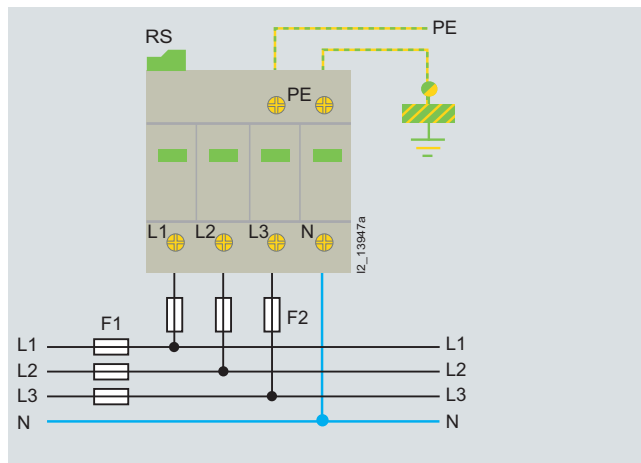 RS
PE
PE
L1 L2 L3 N
I2_13947a
F1
F2
L1 L1
L2 L2
L3 L3
N N